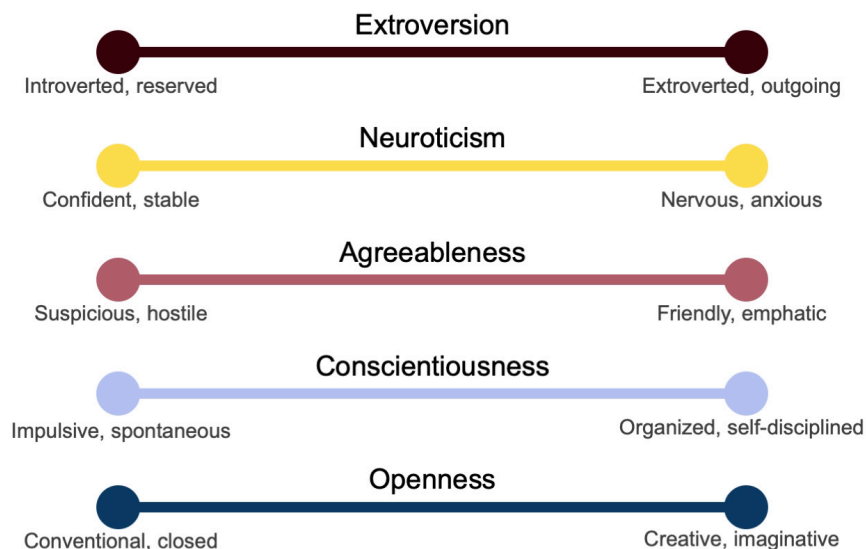 Extroversion
Introverted, reserved
Extroverted, outgoing
Neuroticism
Confident, stable
Nervous, anxious
Agreeableness
Suspicious, hostile
Friendly, emphatic
Conscientiousness
Impulsive, spontaneous
Organized, self-disciplined
Openness
Conventional, closed
Creative, imaginative